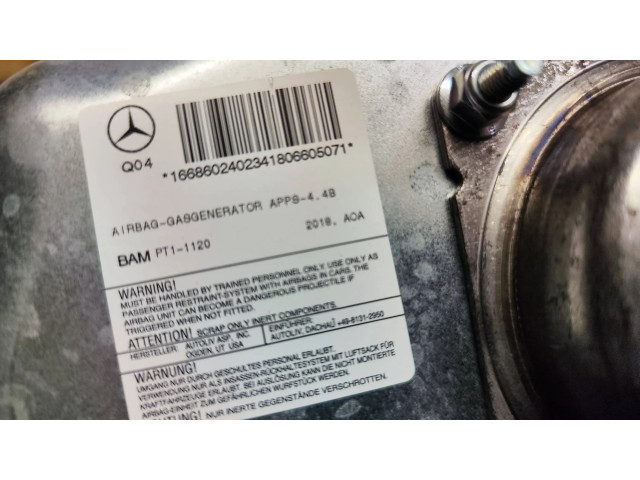 Q04
*16686024023418066050​71*
AIRBAG-GASGENERATOR APP8-4.4B
BAM PT1-1120 2018. AOA
WARNING!
MUST BE HANDLED BY TRAINED PERSONNEL ONLY. USE ONLY AS
PASSENGER RESTRAINT-SYSTEM WITH AIRBAGS IN CARS, THE
AIRBAG UNIT CAN BECOME A DANGEROUS PROJECTILE IF
TRIGGERED WHEN NOT FITTED.
ATTENTION! SCRAP ONLY INERT COMPONENTS
HERSTELLER: AUTOLIV ASP, INC. EINFÜHRER:
OGDEN, UT USA AUTOLIV, DACHAU +49-8131-2950
WARNUNG!
UMGANG NUR DURCH GESCHULTES PERSONAL ERLAUBT.
VERWENDUNG NUR ALS INSASSEN-RÜCKHALTESYSTEM MIT LUFTSACK FÜR
KRAFTFAHRZEUGE ERLAUBT. BEI AUSLÖSUNG KANN DIE NICHT MONTIERTE
AIRBAG-EINHEIT ZUM GEFÄHRLICHEN WURFSTÜCK WERDEN.
NUR INERTE GEGENSTÄNDE VERSCHROTTEN.